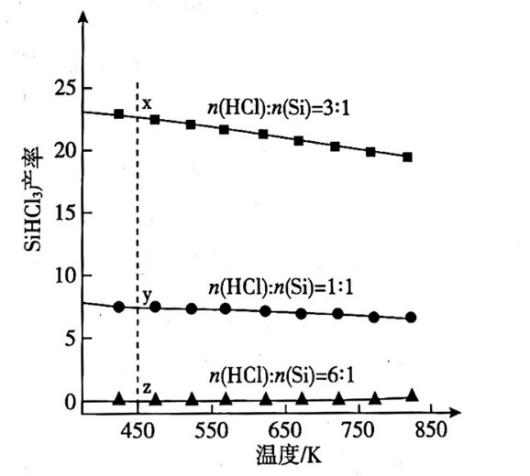 25
x
n(HCl):n(Si)=3:1
20
SiHCl₃产率
15
10
y
n(HCl):n(Si)=1:1
5
z
n(HCl):n(Si)=6:1
0
450 550 650 750 850
温度/K